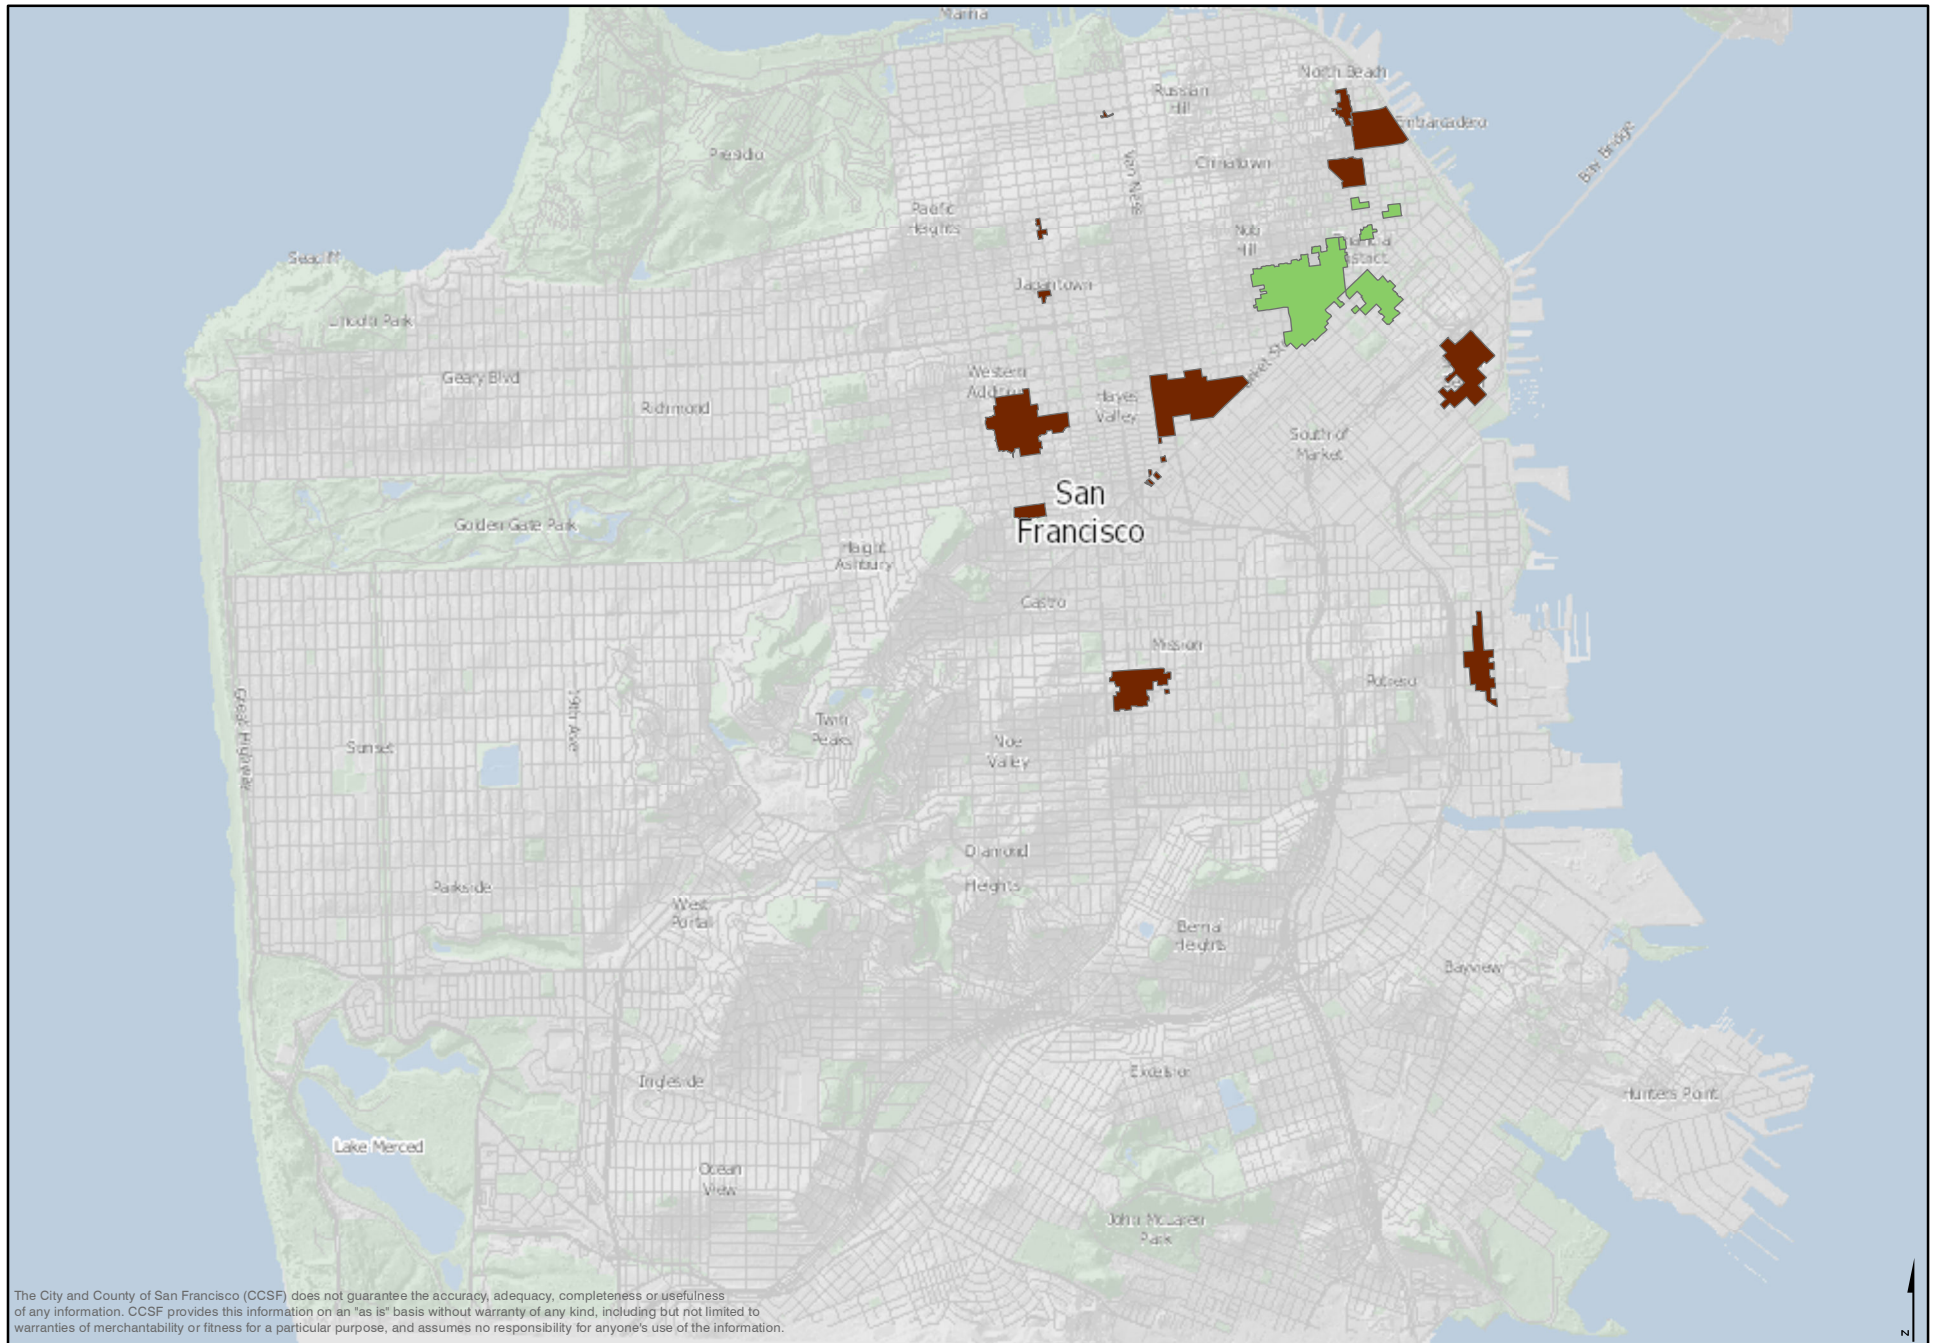 Marina
North Beach
Russian
Hill
Embarcadero
Bay Bridge
Presidio
Chinatown
Van Ness
Pacific
Heights
Nob
Hill
Financial
District
Seacliff
Japantown
Lincoln Park
Market St
Geary Blvd
Western
Addition
Hayes
Valley
Richmond
South of
Market
San
Francisco
Golden Gate Park
Haight
Ashbury
Castro
Mission
Potrero
Great Highway
19th Ave
Sunset
Twin
Peaks
Noe
Valley
Diamond
Heights
Parkside
West
Portal
Bernal
Heights
Bayview
Ingleside
Excelsior
Hunters Point
Lake Merced
Ocean
View
John McLaren
Park
The City and County of San Francisco (CCSF) does not guarantee the accuracy, adequacy, completeness or usefulness
of any information. CCSF provides this information on an "as is" basis without warranty of any kind, including but not limited to
warranties of merchantability or fitness for a particular purpose, and assumes no responsibility for anyone's use of the information.
N